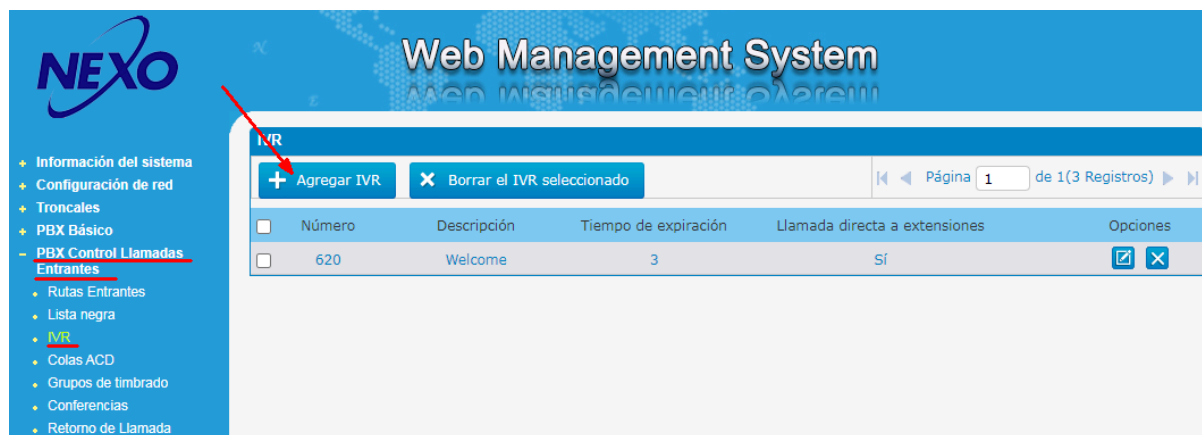 NEXO
Web Management System
Información del sistema
Configuración de red
Troncales
PBX Básico
PBX Control Llamadas
Entrantes
Rutas Entrantes
Lista negra
IVR
Colas ACD
Grupos de timbrado
Conferencias
Retorno de Llamada
IVR
Agregar IVR Borrar el IVR seleccionado Página 1 de 1(3 Registros)
Número Descripción Tiempo de expiración Llamada directa a extensiones Opciones
620 Welcome 3 Sí